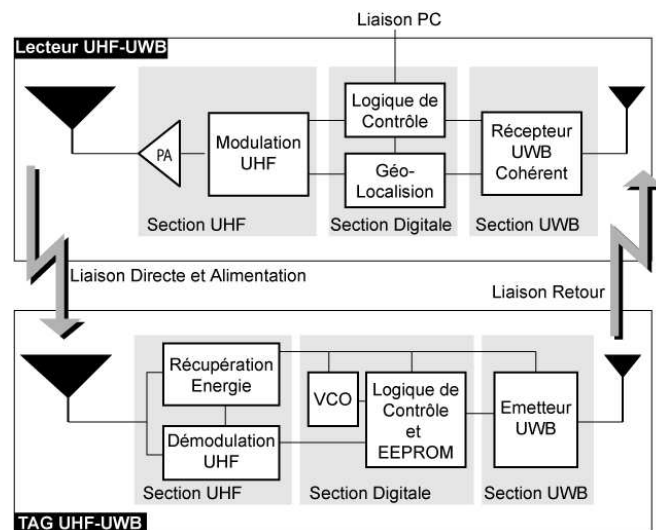 Liaison PC
Lecteur UHF-UWB
PA
Modulation
UHF
Logique de
Contrôle
Géo-
Localision
Récepteur
UWB
Cohérent
Section UHF
Section Digitale
Section UWB
Liaison Directe et Alimentation
Liaison Retour
Récupération
Energie
Démodulation
UHF
VCO
Logique de
Contrôle
et
EEPROM
Emetteur
UWB
Section UHF
Section Digitale
Section UWB
TAG UHF-UWB